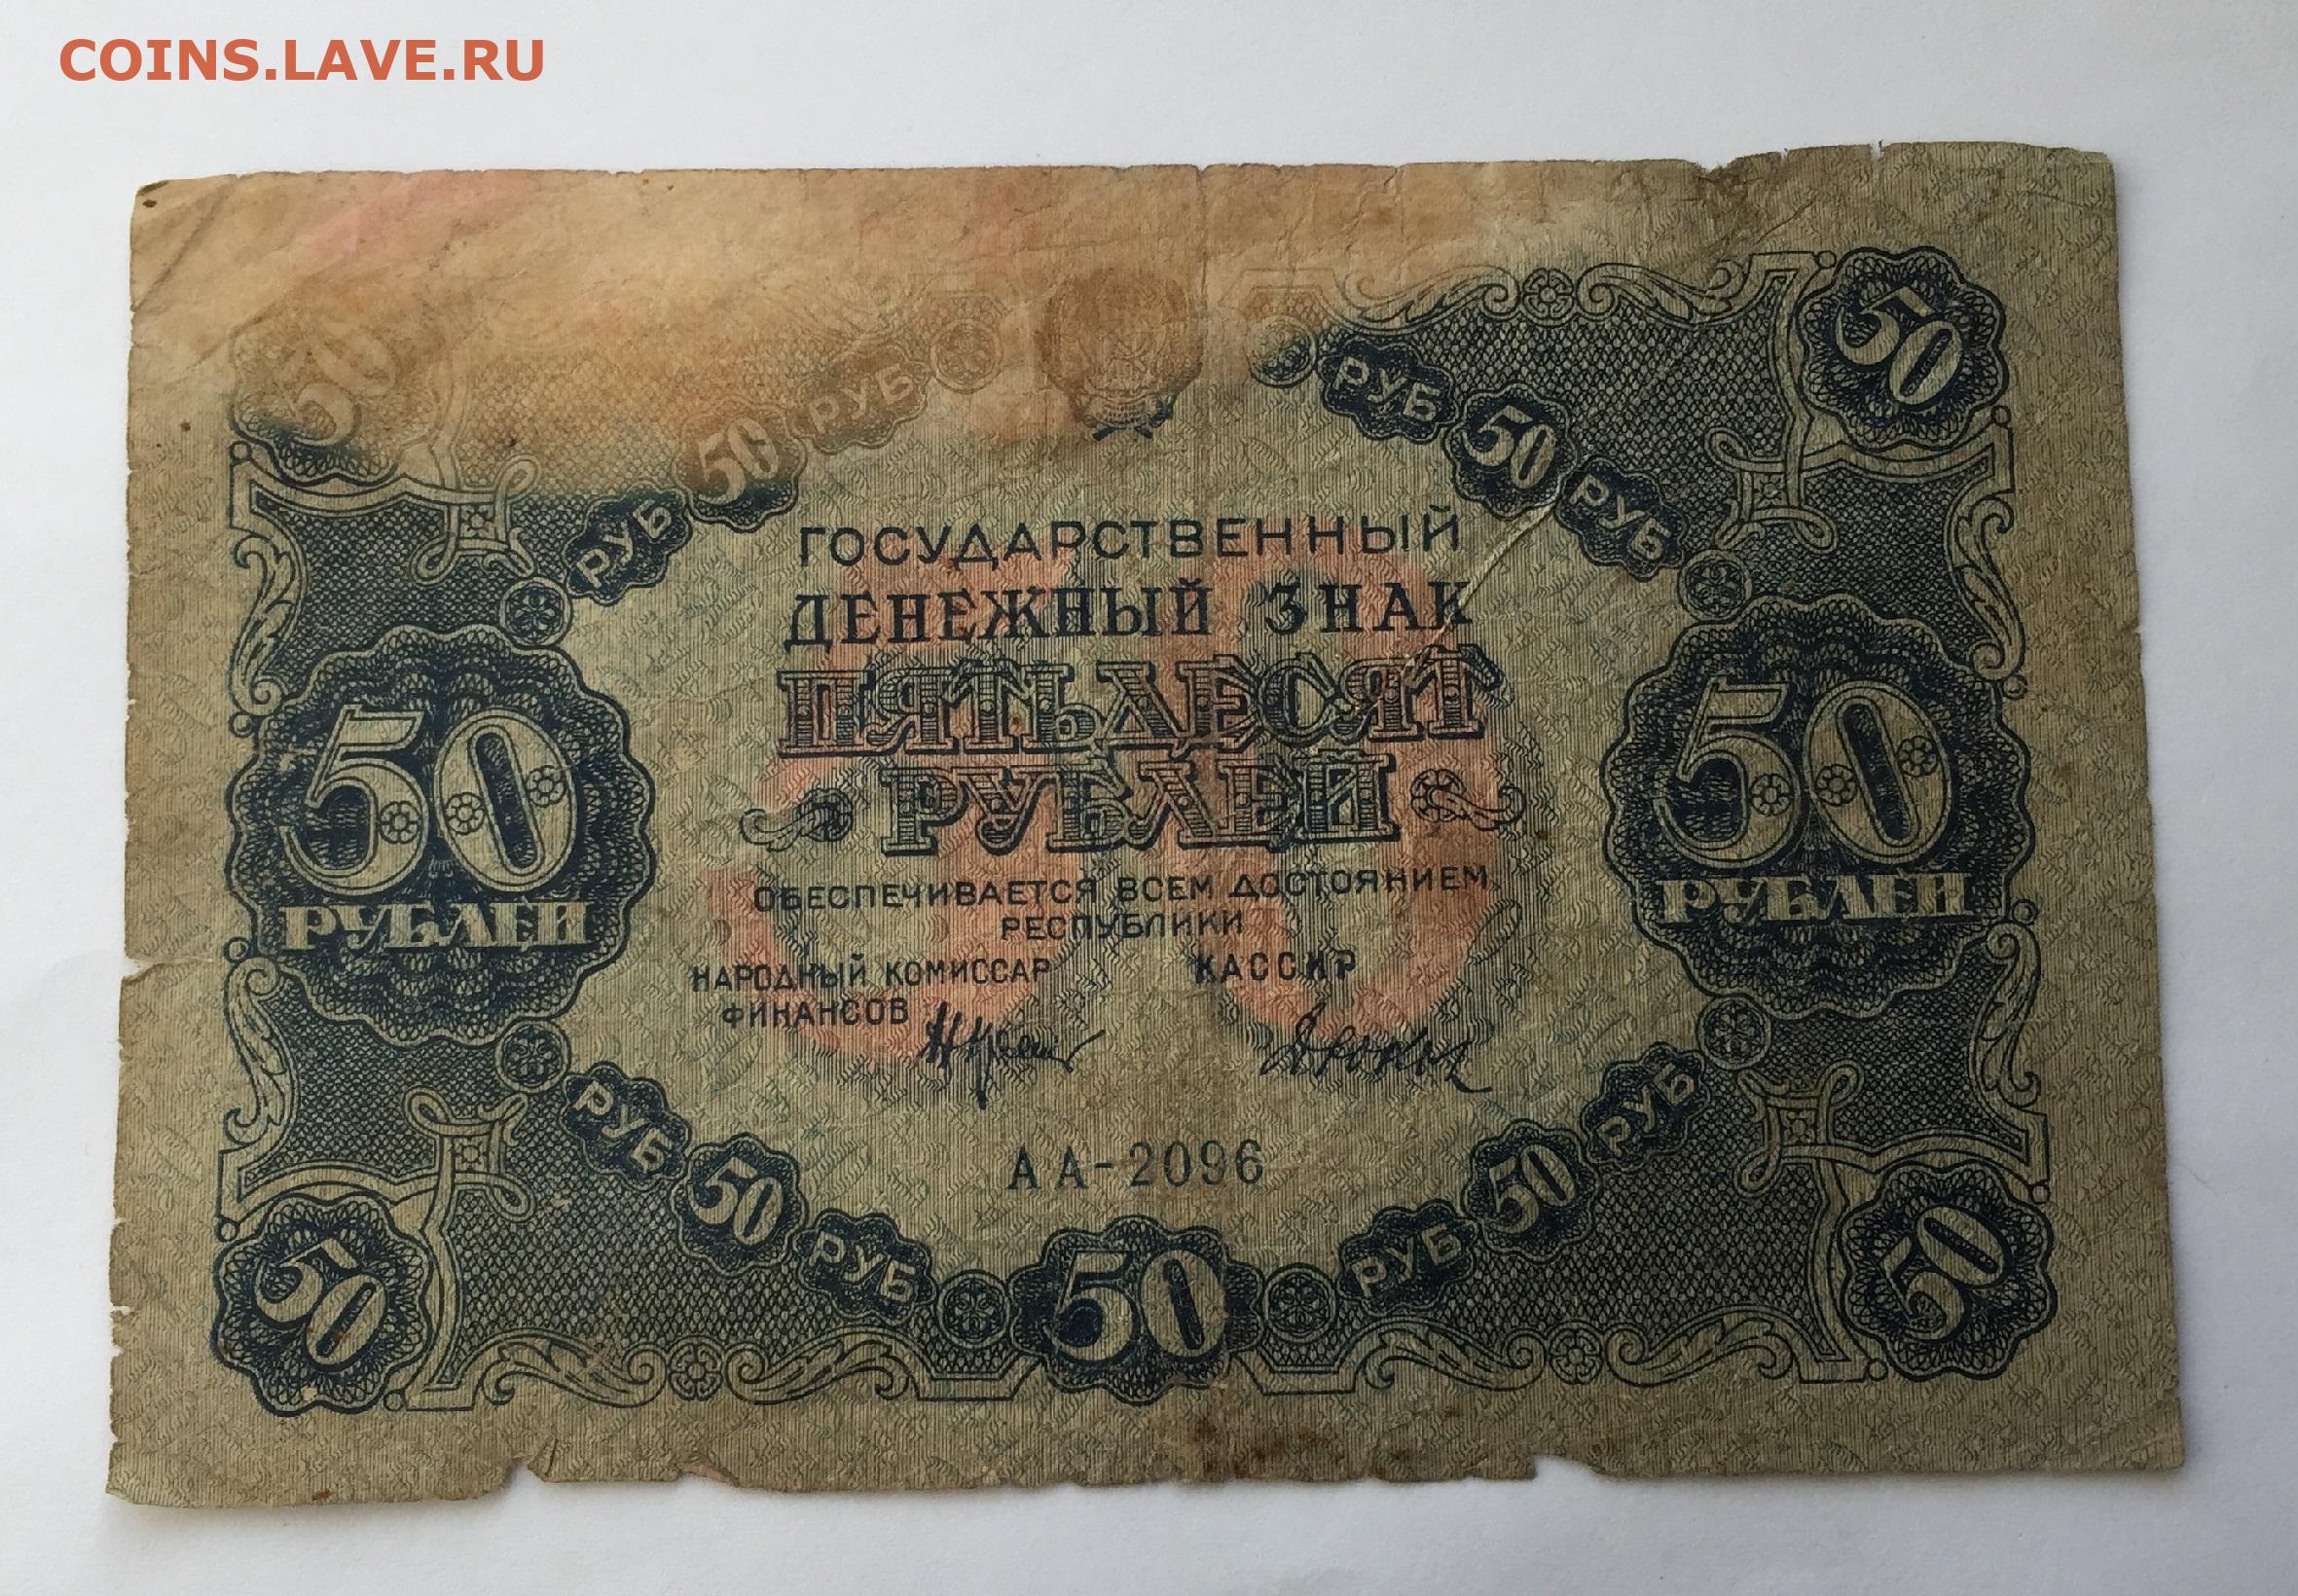 COINS.LAVE.RU
50
50
РУБ 50 РУБ
РУБ 50 РУБ
ГОСУДАРСТВЕННЫЙ
ДЕНЕЖНЫЙ ЗНАК
ПЯТЬДЕСЯТ
РУБЛЕЙ
50
РУБЛЕЙ
50
РУБЛЕЙ
ОБЕСПЕЧИВАЕТСЯ ВСЕМ ДОСТОЯНИЕМ
РЕСПУБЛИКИ
НАРОДНЫЙ КОМИССАР
ФИНАНСОВ
КАССИР
АА-2096
РУБ 50 РУБ
50
РУБ 50 РУБ
50
50